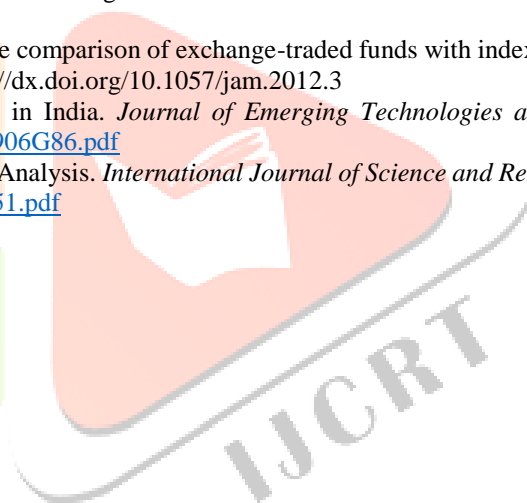 e comparison of exchange-traded funds with index
//dx.doi.org/10.1057/jam.2012.3
in India. Journal of Emerging Technologies a
906G86.pdf
Analysis. International Journal of Science and Re
51.pdf
IJCRT